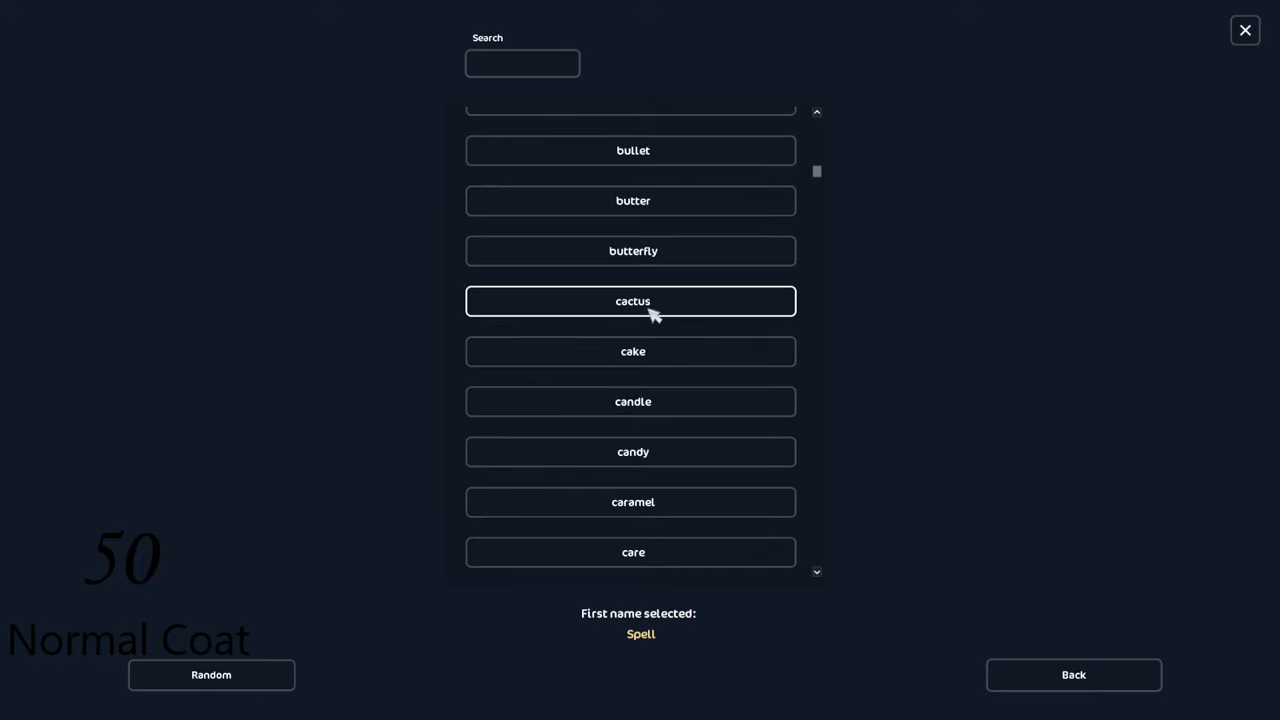 Search
bullet
butter
butterfly
cactus
cake
candle
candy
caramel
care
First name selected:
Spell
50
Normal Coat
Random
Back